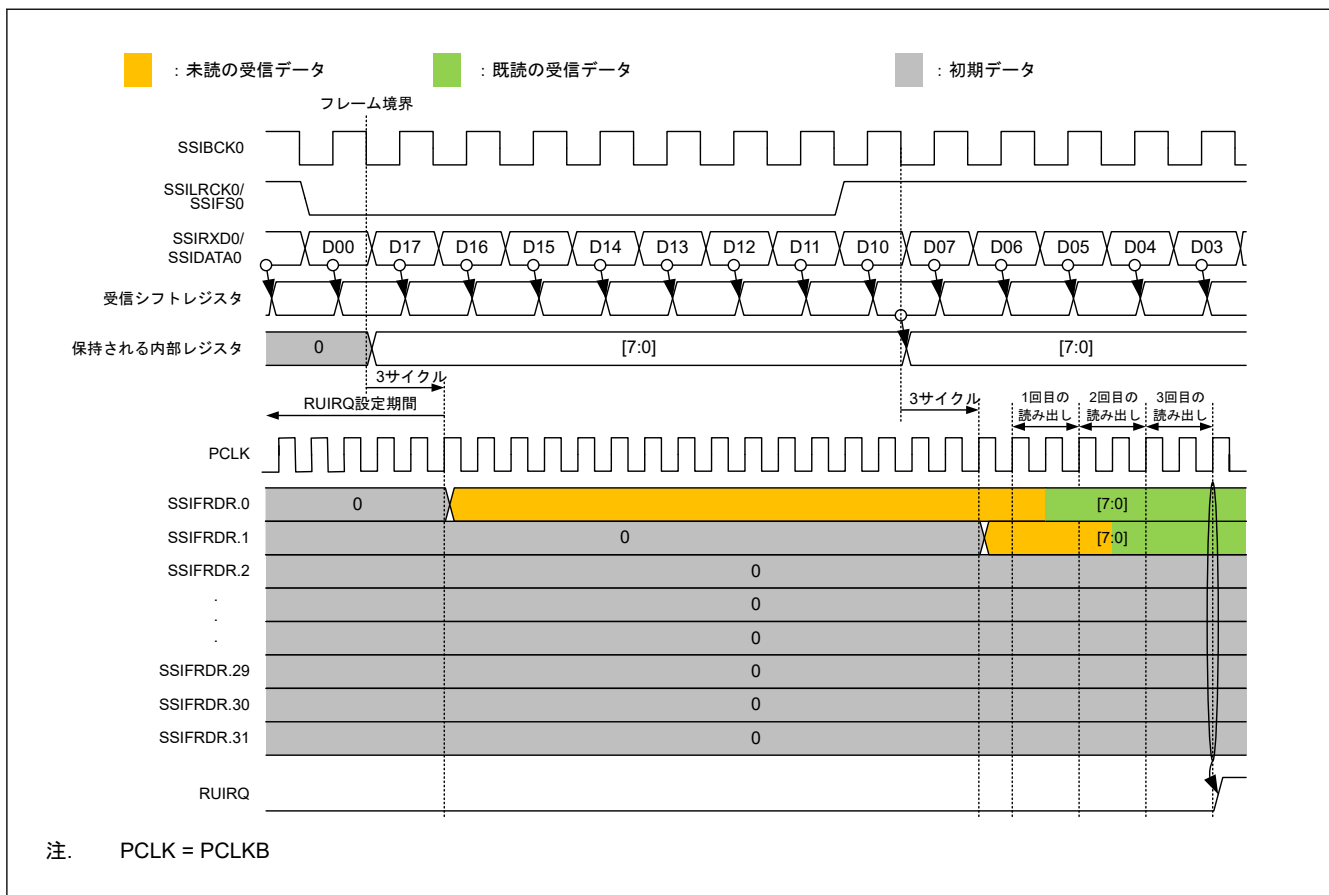 : 未読の受信データ : 既読の受信データ : 初期データ
フレーム境界
SSIBCK0
SSILRCK0/
SSIFS0
SSIRXD0/
SSIDATA0
D00 D17 D16 D15 D14 D13 D12 D11 D10 D07 D06 D05 D04 D03
受信シフトレジスタ
保持される内部レジスタ 0 [7:0] [7:0]
3サイクル
RUIRQ設定期間
3サイクル
1回目の
読み出し
2回目の
読み出し
3回目の
読み出し
PCLK
SSIFRDR.0 0 [7:0]
SSIFRDR.1 0 [7:0]
SSIFRDR.2 0
. 0
.
. 0
SSIFRDR.29 0
SSIFRDR.30 0
SSIFRDR.31 0
RUIRQ
注. PCLK = PCLKB